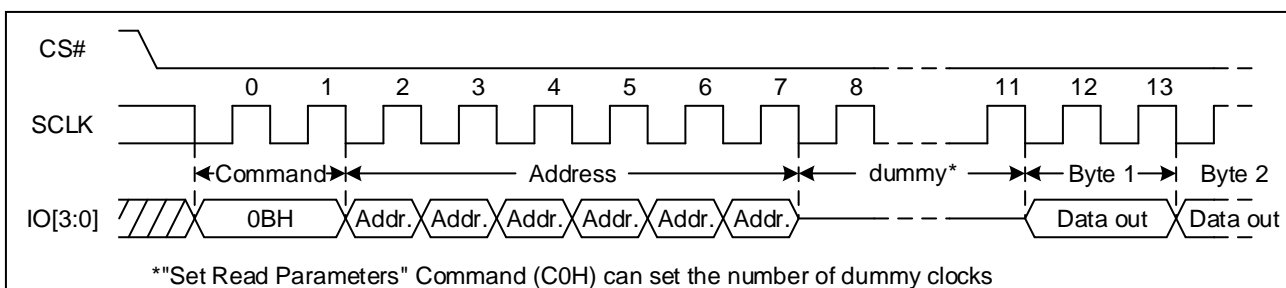 CS#
0 1 2 3 4 5 6 7 8 11 12 13
SCLK
Command Address dummy* Byte 1 Byte 2
IO[3:0] 0BH Addr. Addr. Addr. Addr. Addr. Addr. Data out Data out
*"Set Read Parameters" Command (C0H) can set the number of dummy clocks